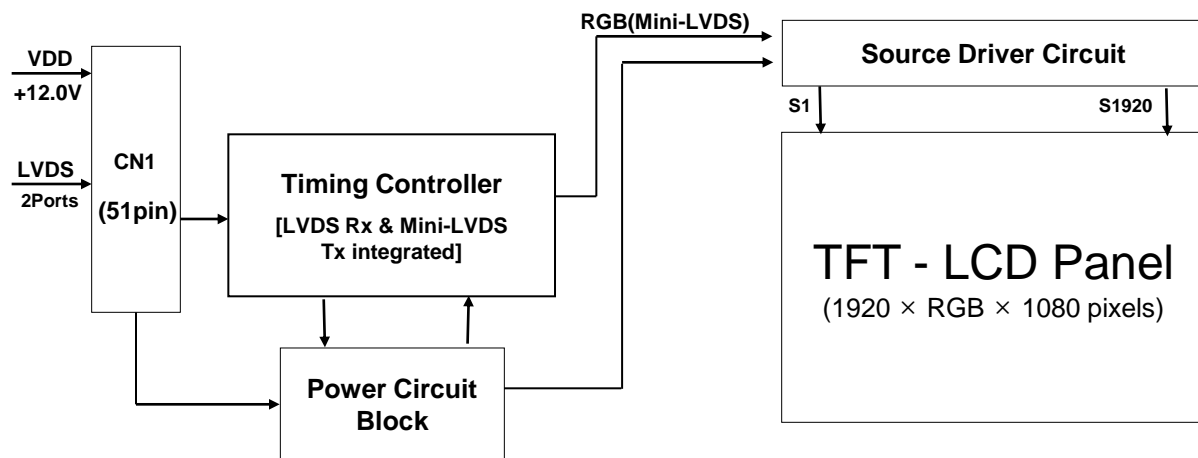 RGB(Mini-LVDS)
VDD
+12.0V
LVDS
2Ports
CN1
(51pin)
Timing Controller
[LVDS Rx & Mini-LVDS
Tx integrated]
Power Circuit
Block
Source Driver Circuit
S1
S1920
TFT - LCD Panel
(1920 × RGB × 1080 pixels)